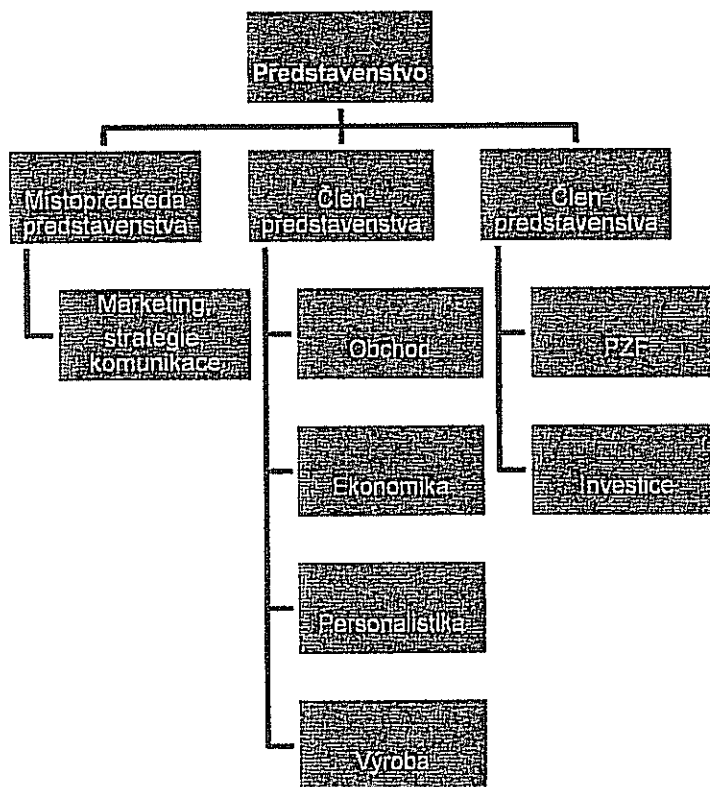 Představenstvo
Místopředseda
představenstva
Člen
představenstva
Člen
představenstva
Marketing,
strategie,
komunikace,
Obchod
PZF
Ekonomika
Investice
Personalistika
Výroba